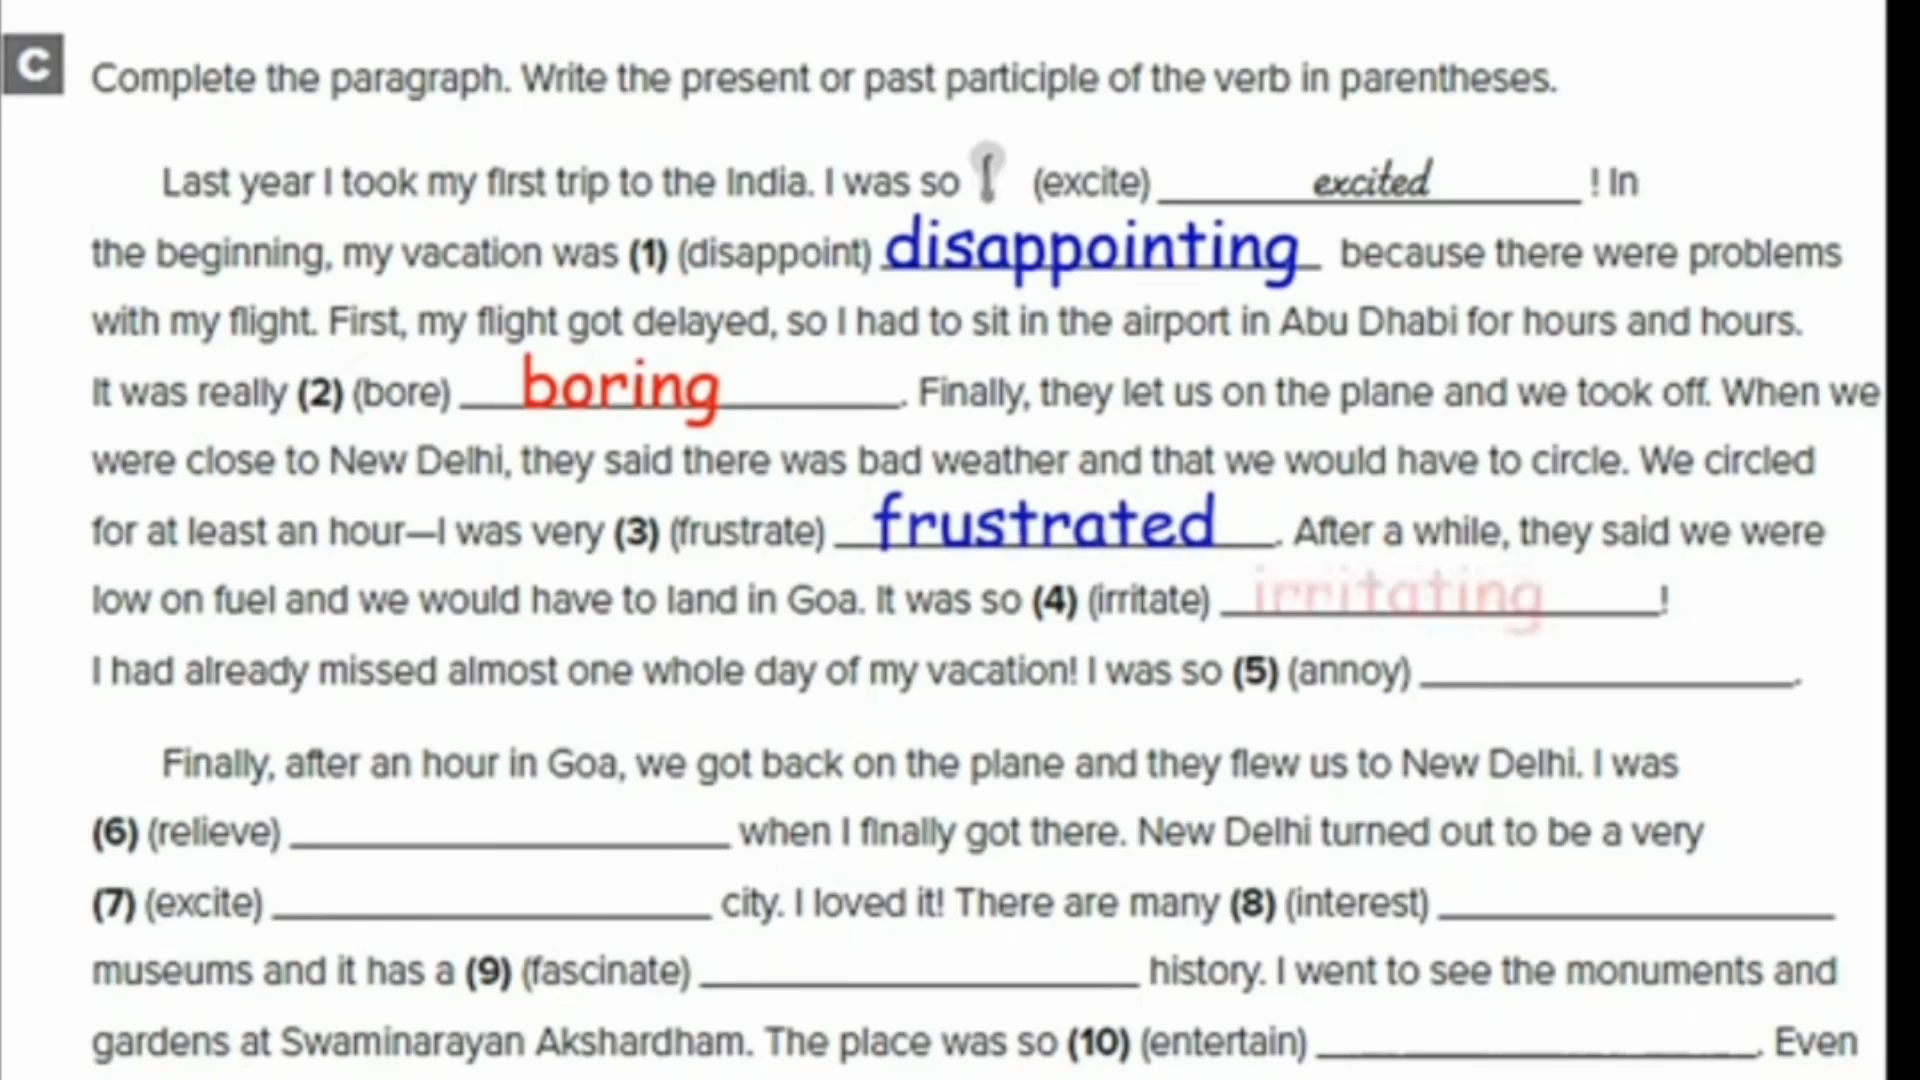 C Complete the paragraph. Write the present or past participle of the verb in parentheses.
Last year I took my first trip to the India. I was so (excite) excited ! In
the beginning, my vacation was (1) (disappoint) disappointing because there were problems
with my flight. First, my flight got delayed, so I had to sit in the airport in Abu Dhabi for hours and hours.
It was really (2) (bore) boring. Finally, they let us on the plane and we took off. When we
were close to New Delhi, they said there was bad weather and that we would have to circle. We circled
for at least an hour—I was very (3) (frustrate) frustrated. After a while, they said we were
low on fuel and we would have to land in Goa. It was so (4) (irritate) irritating!
I had already missed almost one whole day of my vacation! I was so (5) (annoy) ____.
Finally, after an hour in Goa, we got back on the plane and they flew us to New Delhi. I was
(6) (relieve) ____ when I finally got there. New Delhi turned out to be a very
(7) (excite) ____ city. I loved it! There are many (8) (interest) ____
museums and it has a (9) (fascinate) ____ history. I went to see the monuments and
gardens at Swaminarayan Akshardham. The place was so (10) (entertain) ____. Even